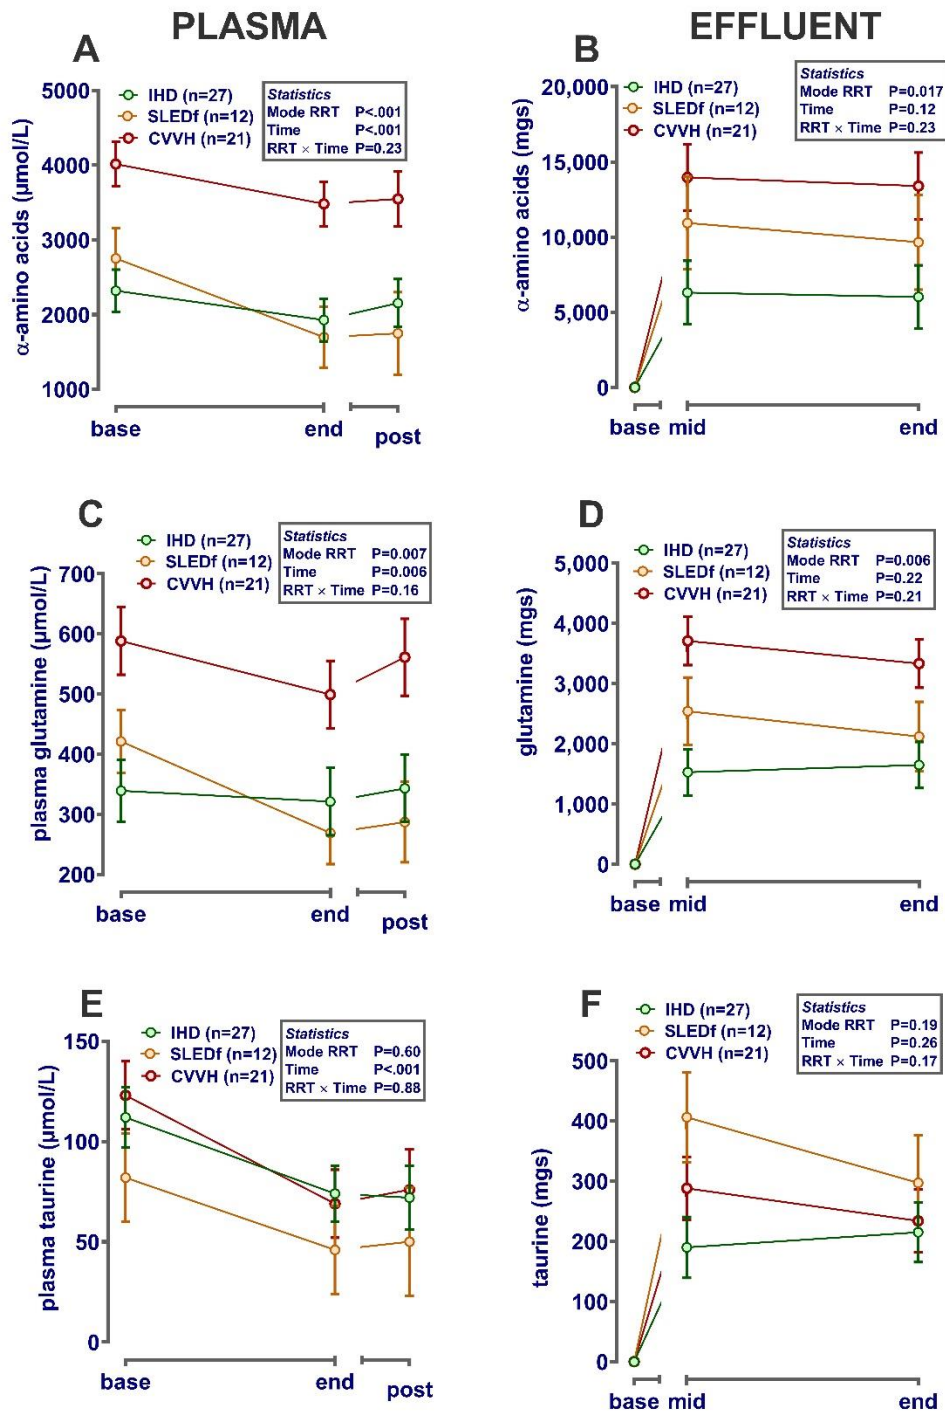 PLASMA
EFFLUENT
A
IHD (n=27)
SLEDf (n=12)
CVVH (n=21)
Statistics
Mode RRT P<.001
Time P<.001
RRT × Time P=0.23
α-amino acids (µmol/L)
5000
4000
3000
2000
1000
base
end
post
B
IHD (n=27)
SLEDf (n=12)
CVVH (n=21)
Statistics
Mode RRT P=0.017
Time P=0.12
RRT × Time P=0.23
α-amino acids (mgs)
20,000
15,000
10,000
5,000
0
base
mid
end
C
IHD (n=27)
SLEDf (n=12)
CVVH (n=21)
Statistics
Mode RRT P=0.007
Time P=0.006
RRT × Time P=0.16
plasma glutamine (µmol/L)
700
600
500
400
300
200
base
end
post
D
IHD (n=27)
SLEDf (n=12)
CVVH (n=21)
Statistics
Mode RRT P=0.006
Time P=0.22
RRT × Time P=0.21
glutamine (mgs)
5,000
4,000
3,000
2,000
1,000
0
base
mid
end
E
IHD (n=27)
SLEDf (n=12)
CVVH (n=21)
Statistics
Mode RRT P=0.60
Time P<.001
RRT × Time P=0.88
plasma taurine (µmol/L)
150
100
50
0
base
end
post
F
IHD (n=27)
SLEDf (n=12)
CVVH (n=21)
Statistics
Mode RRT P=0.19
Time P=0.26
RRT × Time P=0.17
taurine (mgs)
500
400
300
200
100
0
base
mid
end